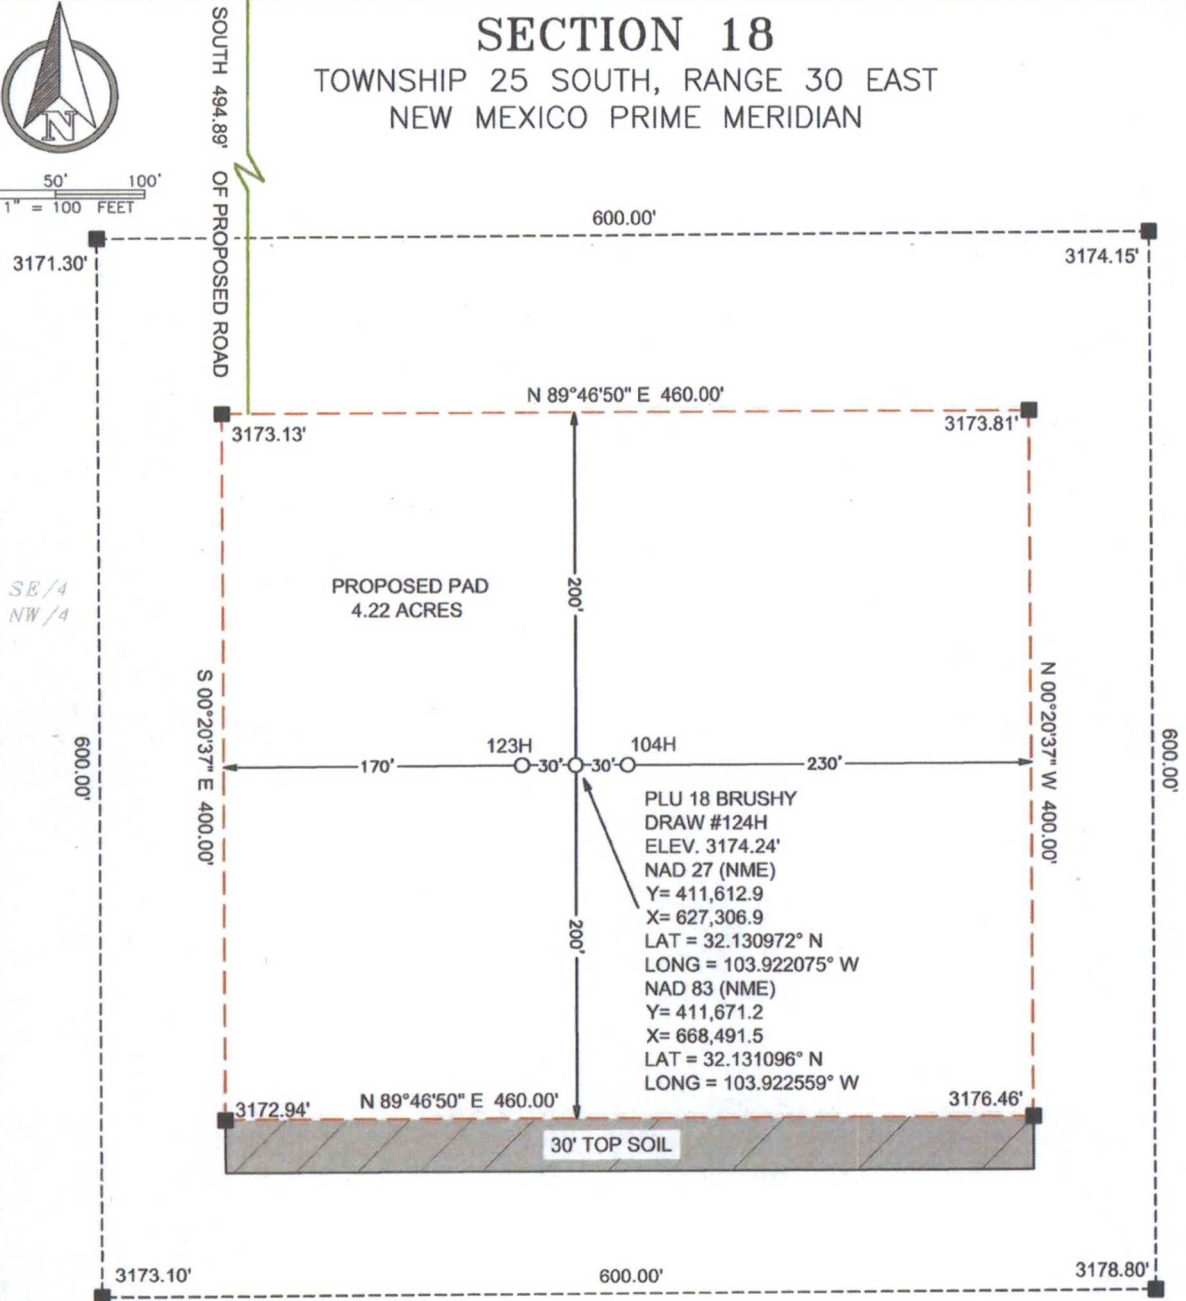 SECTION 18
TOWNSHIP 25 SOUTH, RANGE 30 EAST
NEW MEXICO PRIME MERIDIAN
N
50' 100'
1" = 100 FEET
SOUTH 494.89' OF PROPOSED ROAD
600.00'
3171.30'
3174.15'
N 89°46'50" E 460.00'
3173.13'
3173.81'
SE/4
NW/4
PROPOSED PAD
4.22 ACRES
200'
S 00°20'37" E 400.00'
N 00°20'37" W 400.00'
600.00'
600.00'
123H
104H
170'
30'
30'
230'
PLU 18 BRUSHY
DRAW #124H
ELEV. 3174.24'
NAD 27 (NME)
Y= 411,612.9
X= 627,306.9
LAT = 32.130972° N
LONG = 103.922075° W
NAD 83 (NME)
Y= 411,671.2
X= 668,491.5
LAT = 32.131096° N
LONG = 103.922559° W
200'
3172.94'
N 89°46'50" E 460.00'
3176.46'
30' TOP SOIL
3173.10'
600.00'
3178.80'